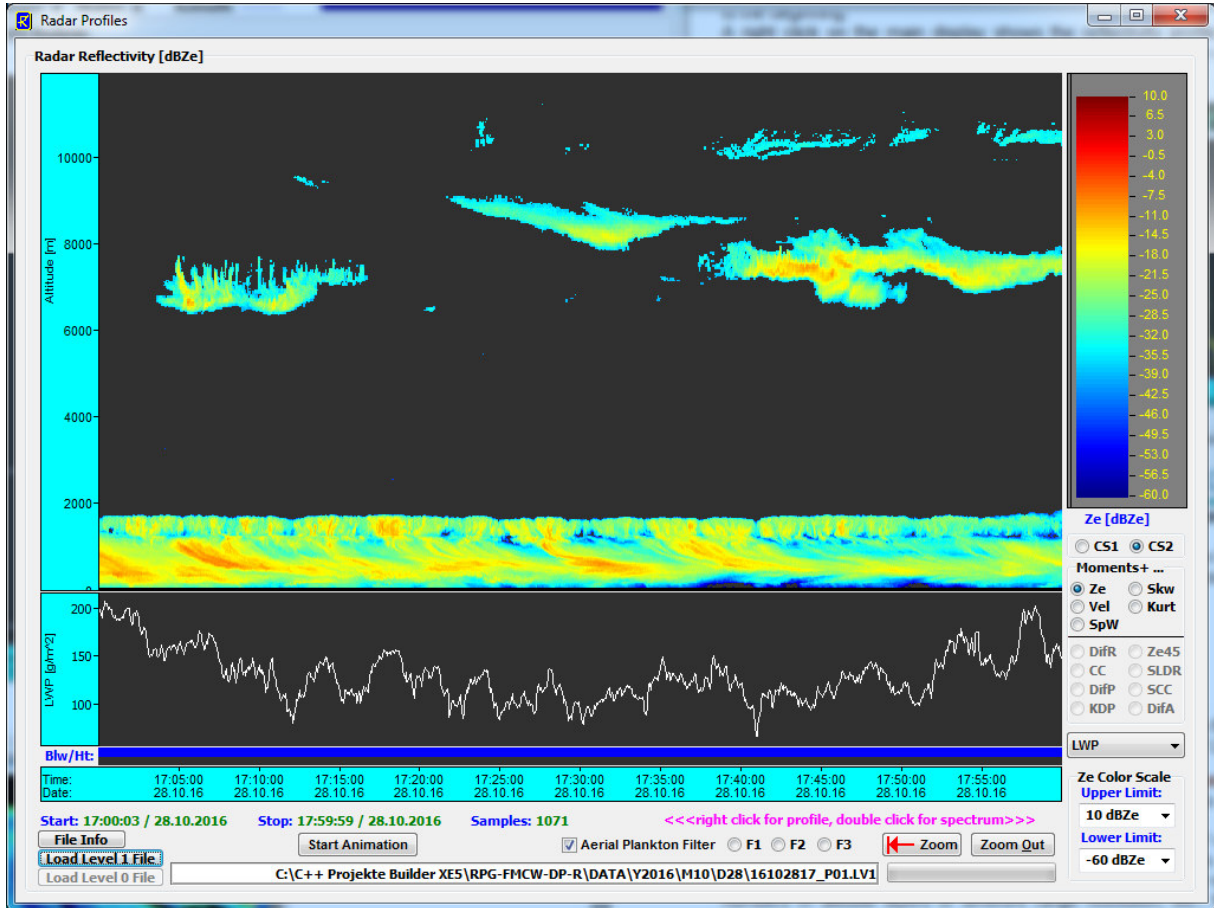 Radar Profiles
Radar Reflectivity [dBZe]
Altitude [m]
10000
8000
6000
4000
2000
0
10.0
6.5
3.0
-0.5
-4.0
-7.5
-11.0
-14.5
-18.0
-21.5
-25.0
-28.5
-32.0
-35.5
-39.0
-42.5
-46.0
-49.5
-53.0
-56.5
-60.0
Ze [dBZe]
CS1 CS2
Moments+ ...
Ze Skw
Vel Kurt
SpW
DifR Ze45
CC SLDR
DifP SCC
KDP DifA
LWP
LWP [g/m^2]
200
150
100
Blw/Ht:
Time: 17:05:00 17:10:00 17:15:00 17:20:00 17:25:00 17:30:00 17:35:00 17:40:00 17:45:00 17:50:00 17:55:00
Date: 28.10.16 28.10.16 28.10.16 28.10.16 28.10.16 28.10.16 28.10.16 28.10.16 28.10.16 28.10.16 28.10.16
Ze Color Scale
Upper Limit:
10 dBZe
Lower Limit:
-60 dBZe
Start: 17:00:03 / 28.10.2016 Stop: 17:59:59 / 28.10.2016 Samples: 1071 <<<right click for profile, double click for spectrum>>>
File Info
Start Animation
Aerial Plankton Filter F1 F2 F3
Zoom
Zoom Out
Load Level 1 File
Load Level 0 File
C:\C++ Projekte Builder XE5\RPG-FMCW-DP-R\DATA\Y2016\M10\D28\16102817_P01.LV1